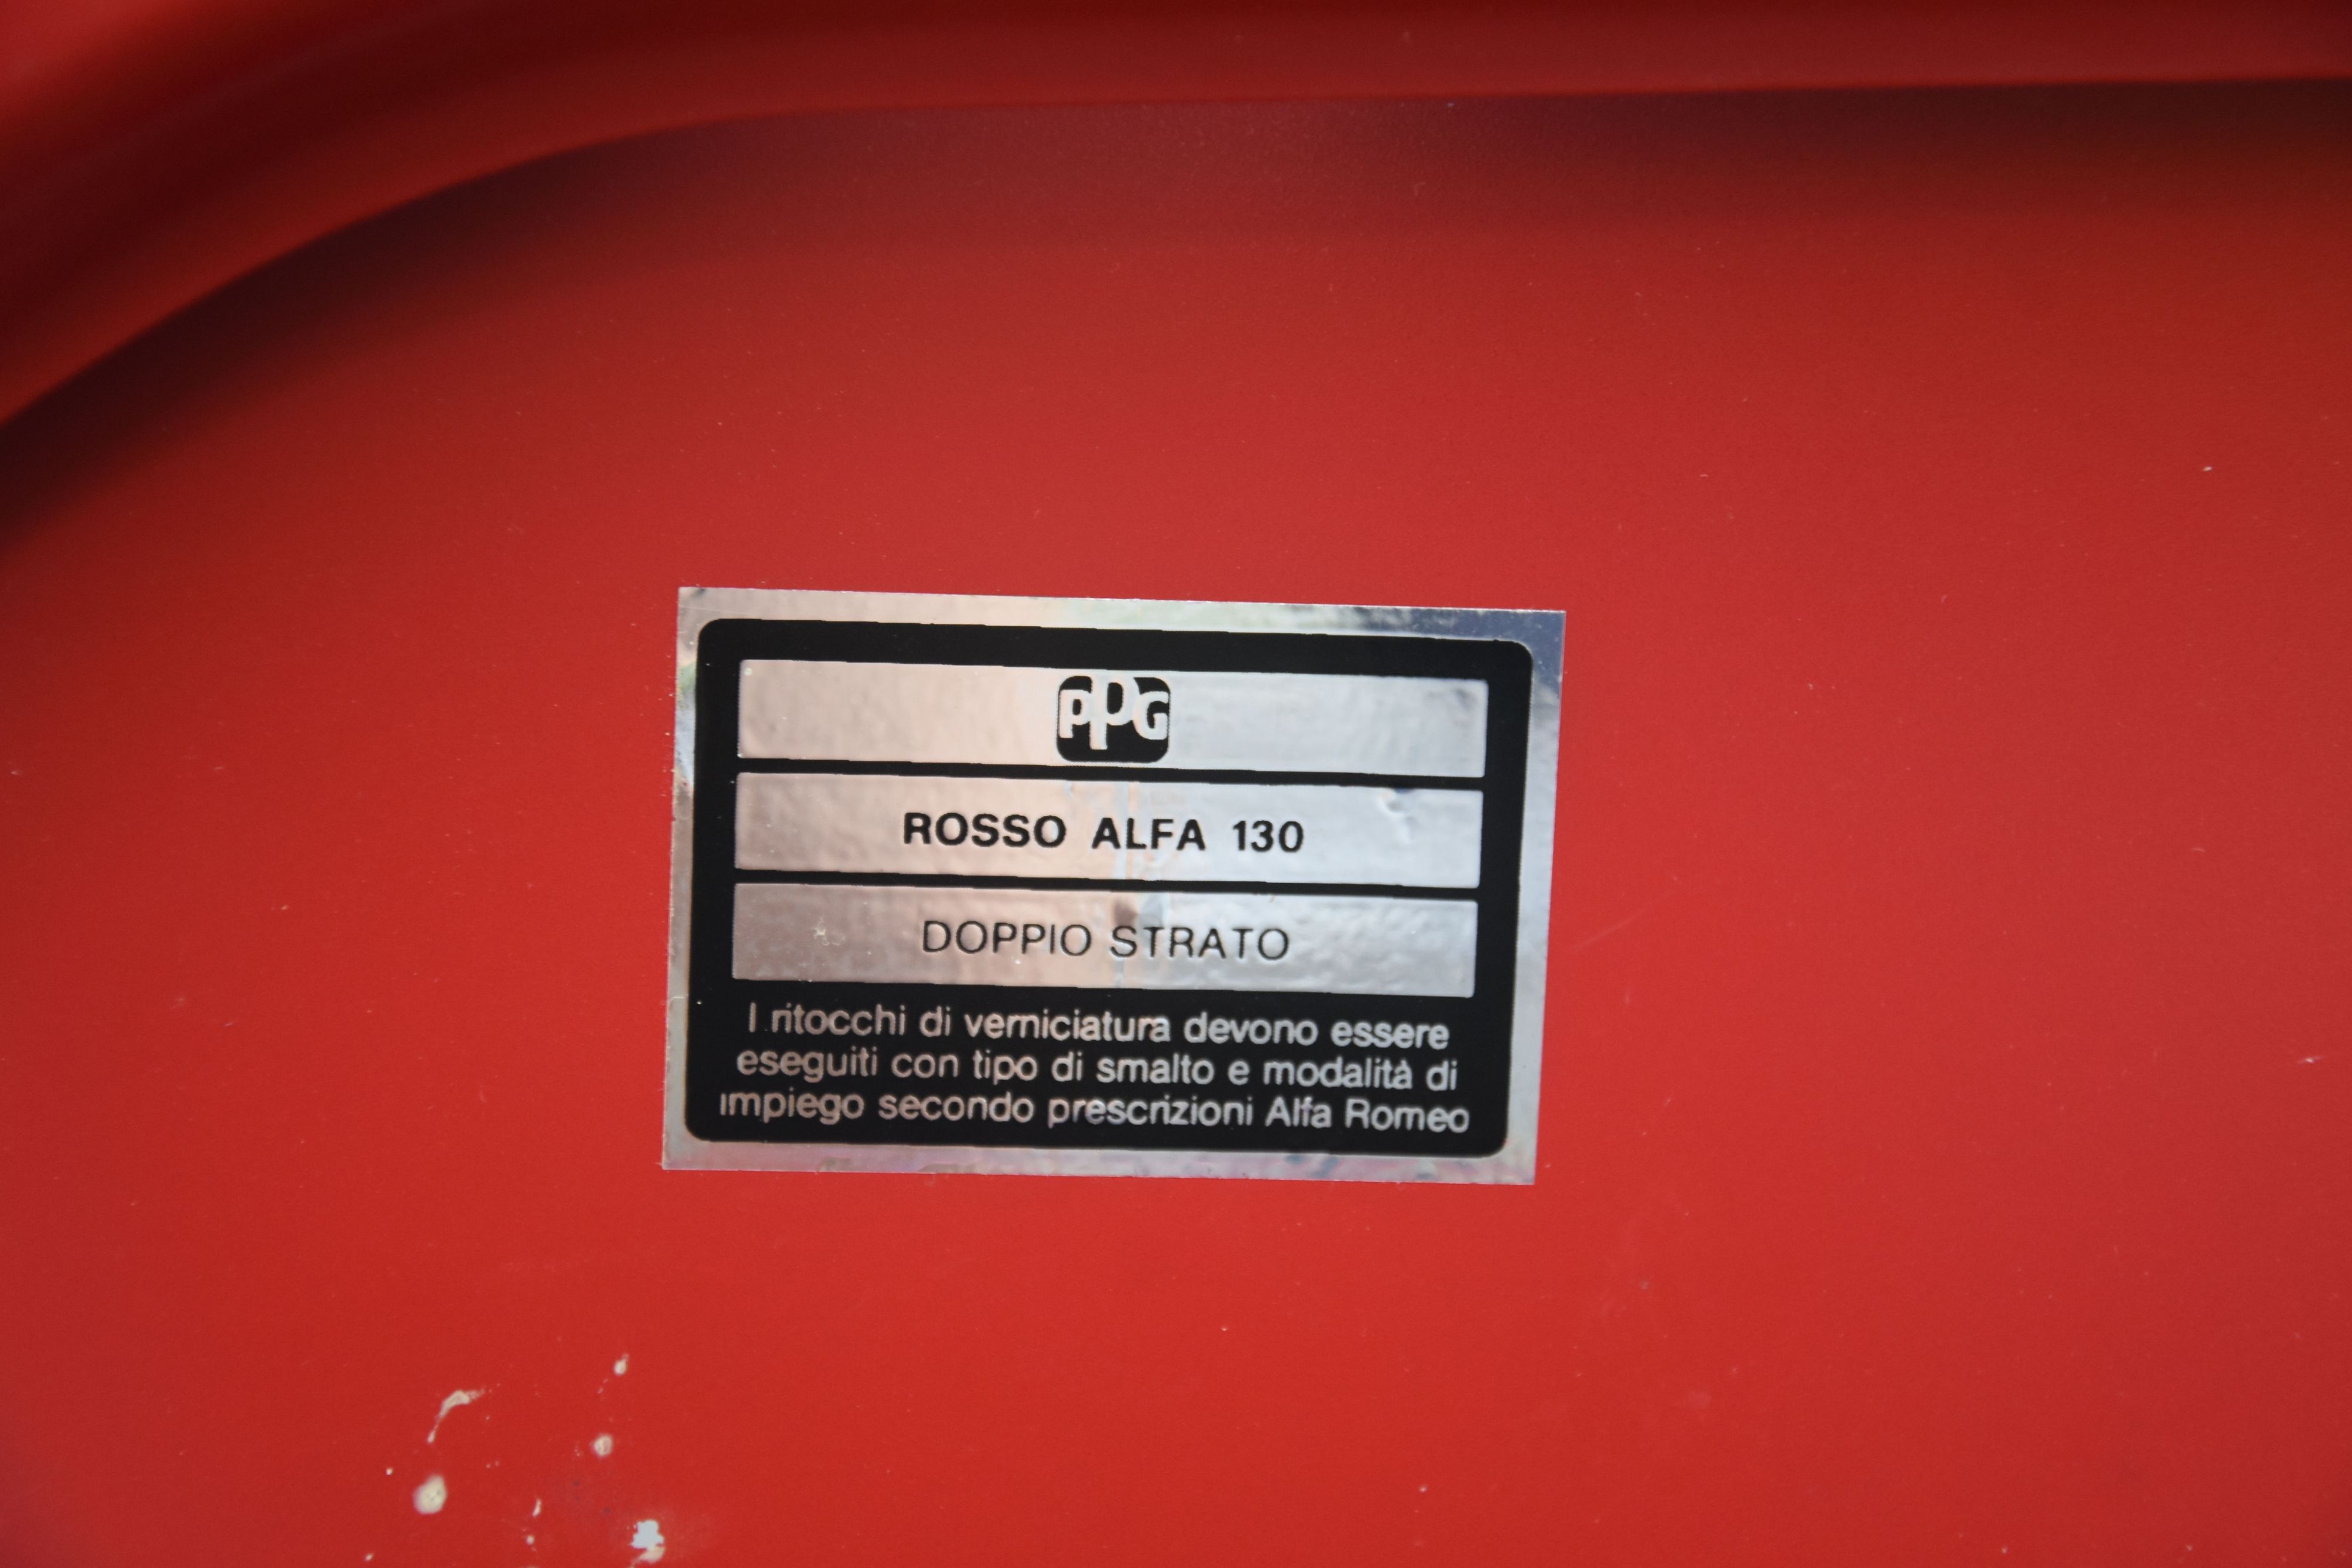 PPG
ROSSO ALFA 130
DOPPIO STRATO
I ritocchi di verniciatura devono essere
eseguiti con tipo di smalto e modalità di
impiego secondo prescrizioni Alfa Romeo